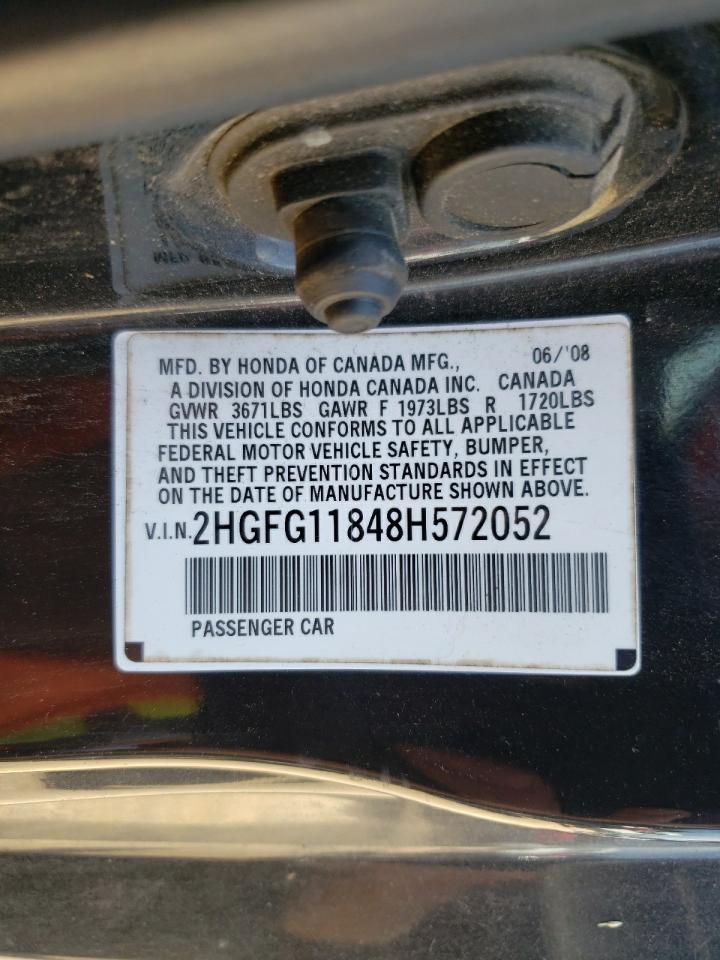 MFD. BY HONDA OF CANADA MFG., 06/'08
A DIVISION OF HONDA CANADA INC. CANADA
GVWR 3671LBS GAWR F 1973LBS R 1720LBS
THIS VEHICLE CONFORMS TO ALL APPLICABLE
FEDERAL MOTOR VEHICLE SAFETY, BUMPER,
AND THEFT PREVENTION STANDARDS IN EFFECT
ON THE DATE OF MANUFACTURE SHOWN ABOVE.
V.I.N. 2HGFG11848H572052
PASSENGER CAR